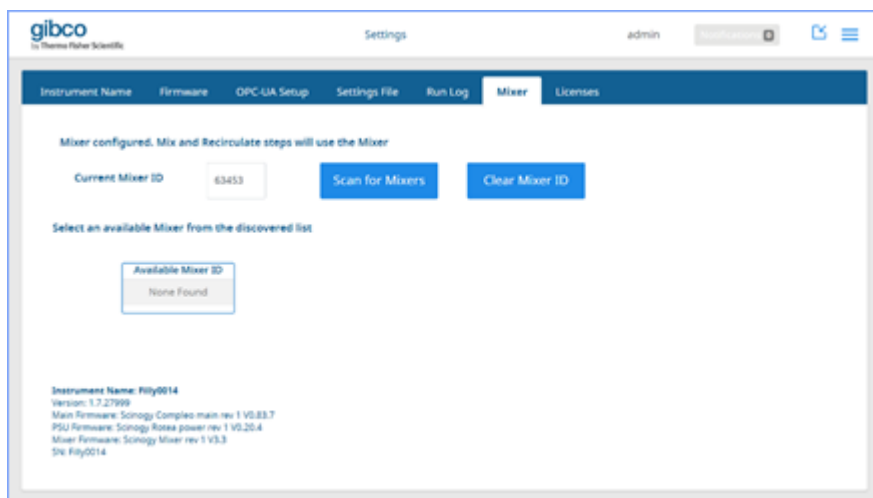 gibco
by Thermo Fisher Scientific
Settings
admin
Notifications 0
Instrument Name Firmware OPC-UA Setup Settings File Run Log Mixer Licenses
Mixer configured. Mix and Recirculate steps will use the Mixer
Current Mixer ID 63453 Scan for Mixers Clear Mixer ID
Select an available Mixer from the discovered list
Available Mixer ID
None Found
Instrument Name: Filly0014
Version: 1.7.27999
Main Firmware: Scinogy Compleo main rev 1 V0.83.7
PSU Firmware: Scinogy Rotea power rev 1 V0.20.4
Mixer Firmware: Scinogy Mixer rev 1 V3.3
SN: Filly0014